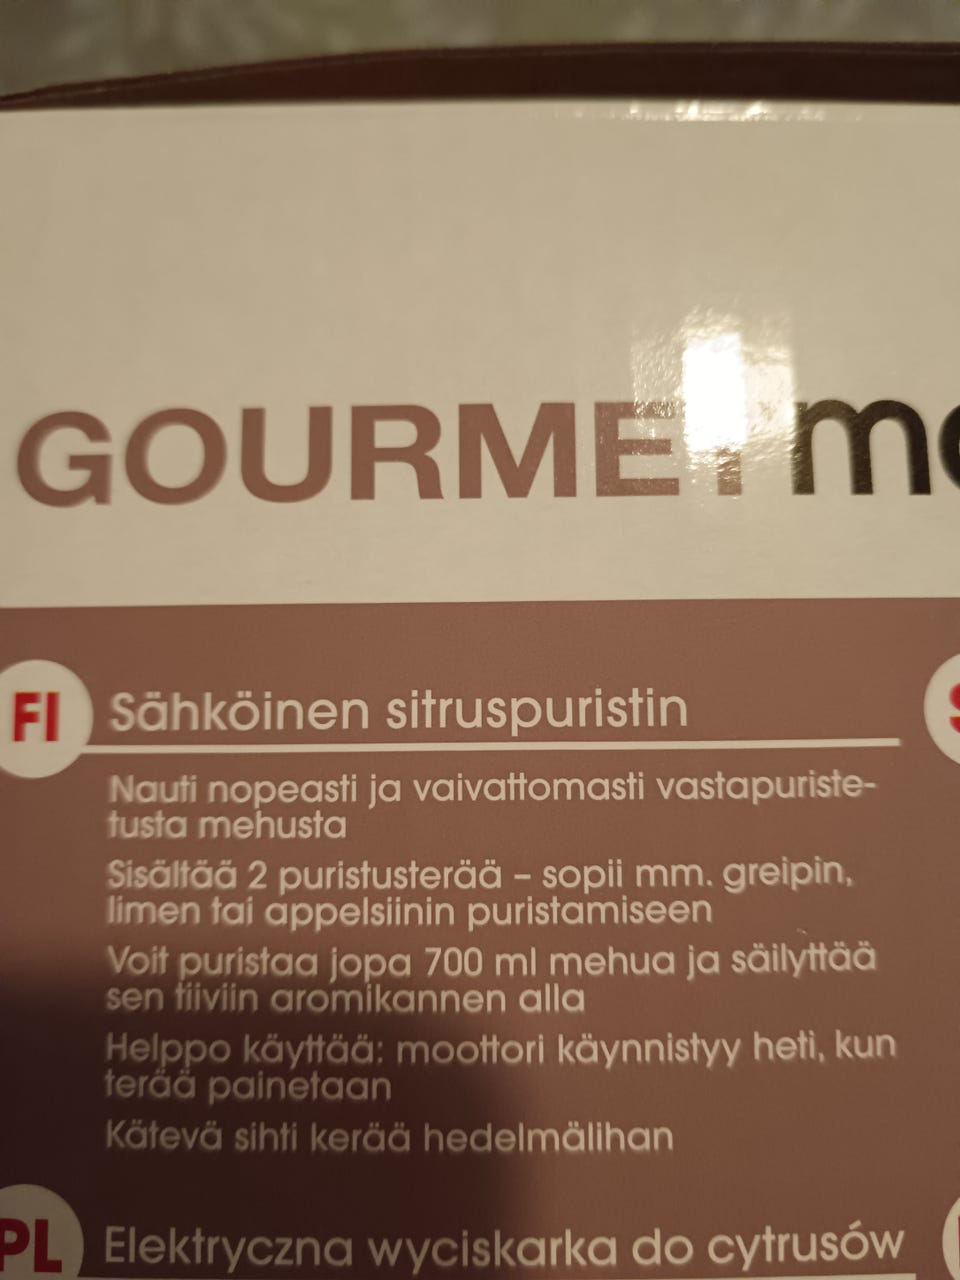 GOURMET
FI
Sähköinen sitruspuristin
Nauti nopeasti ja vaivattomasti vastapuriste-
tusta mehusta
Sisältää 2 puristusterää – sopii mm. greipin,
limen tai appelsiinin puristamiseen
Voit puristaa jopa 700 ml mehua ja säilyttää
sen tiiviin aromikannen alla
Helppo käyttää: moottori käynnistyy heti, kun
terää painetaan
Kätevä sihti kerää hedelmälihan
PL
Elektryczna wyciskarka do cytrusów